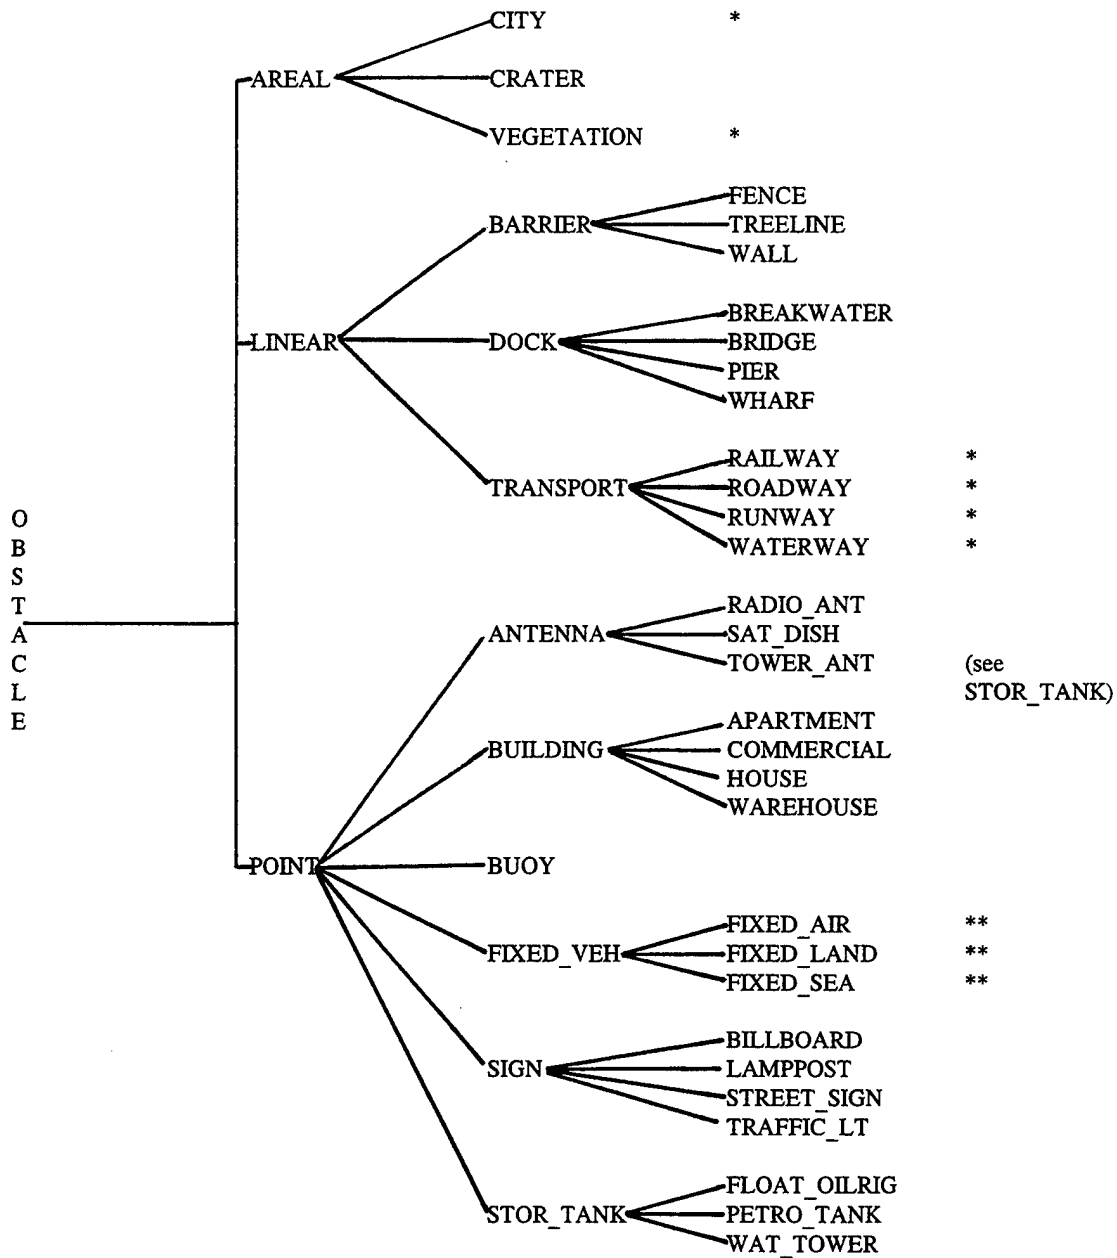 CITY *
AREAL CRATER
VEGETATION *
FENCE
BARRIER TREELINE
WALL
BREAKWATER
LINEAR DOCK BRIDGE
PIER
WHARF
RAILWAY *
TRANSPORT ROADWAY *
RUNWAY *
WATERWAY *
OBSTACLE
RADIO_ANT
ANTENNA SAT_DISH
TOWER_ANT (see
STOR_TANK)
APARTMENT
BUILDING COMMERCIAL
HOUSE
WAREHOUSE
POINT BUOY
FIXED_AIR **
FIXED_VEH FIXED_LAND **
FIXED_SEA **
BILLBOARD
SIGN LAMPPOST
STREET_SIGN
TRAFFIC_LT
FLOAT_OILRIG
STOR_TANK PETRO_TANK
WAT_TOWER